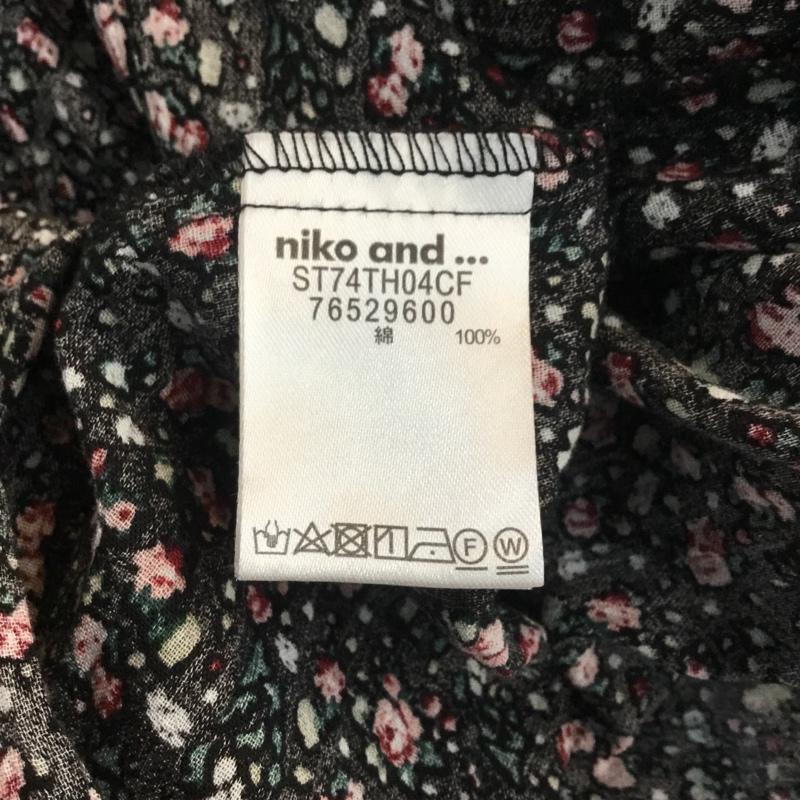 niko and ...
ST74TH04CF
76529600
綿 100%
F W